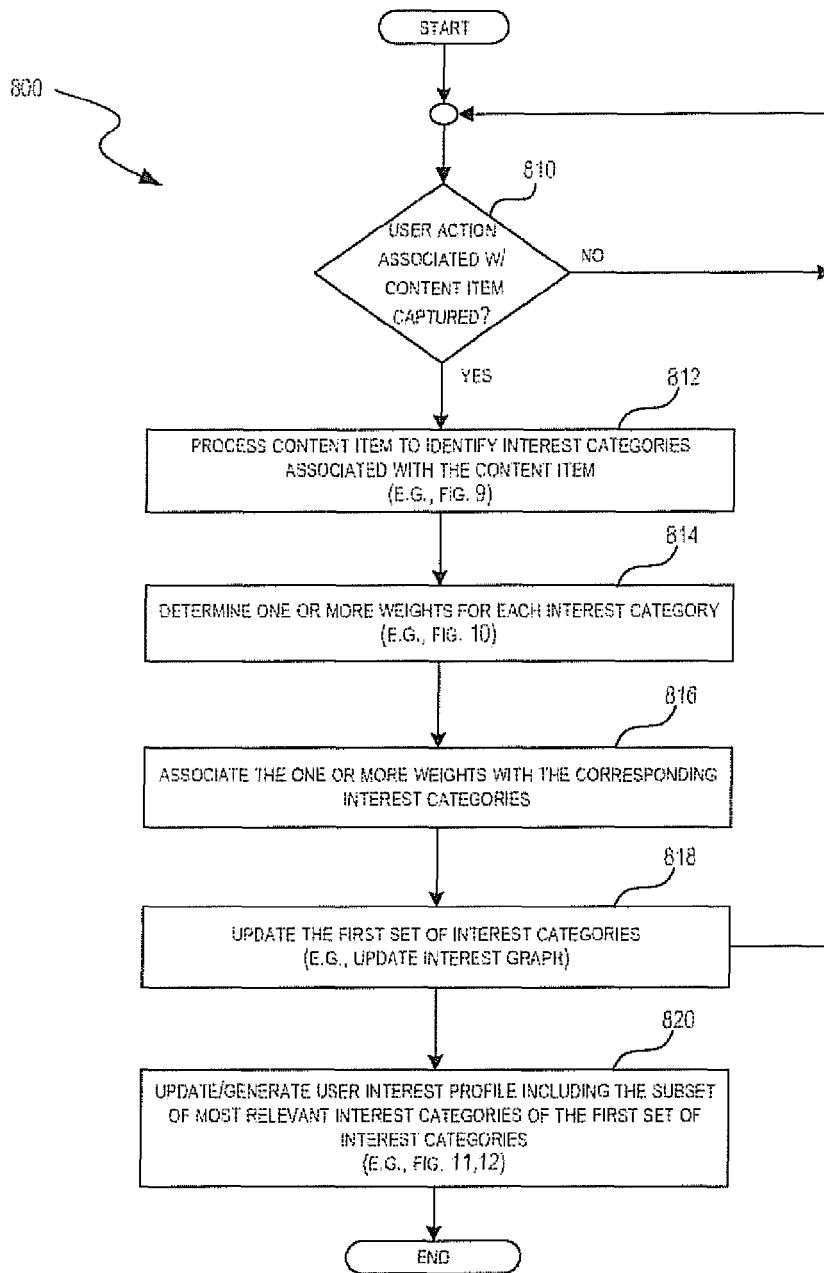 START
800
810
USER ACTION
ASSOCIATED W/
CONTENT ITEM
CAPTURED?
NO
YES
812
PROCESS CONTENT ITEM TO IDENTIFY INTEREST CATEGORIES
ASSOCIATED WITH THE CONTENT ITEM
(E.G., FIG. 9)
814
DETERMINE ONE OR MORE WEIGHTS FOR EACH INTEREST CATEGORY
(E.G., FIG. 10)
816
ASSOCIATE THE ONE OR MORE WEIGHTS WITH THE CORRESPONDING
INTEREST CATEGORIES
818
UPDATE THE FIRST SET OF INTEREST CATEGORIES
(E.G., UPDATE INTEREST GRAPH)
820
UPDATE/GENERATE USER INTEREST PROFILE INCLUDING THE SUBSET
OF MOST RELEVANT INTEREST CATEGORIES OF THE FIRST SET OF
INTEREST CATEGORIES
(E.G., FIG. 11,12)
END